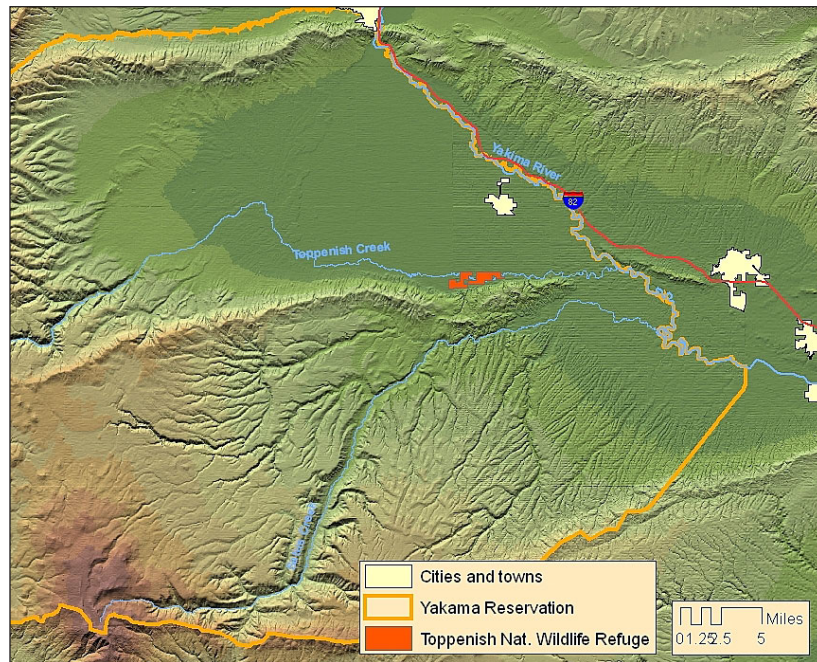 Yakima River
82
Toppenish Creek
Creek
Cities and towns
Yakama Reservation
Toppenish Nat. Wildlife Refuge
Miles
0 1.25 2.5 5